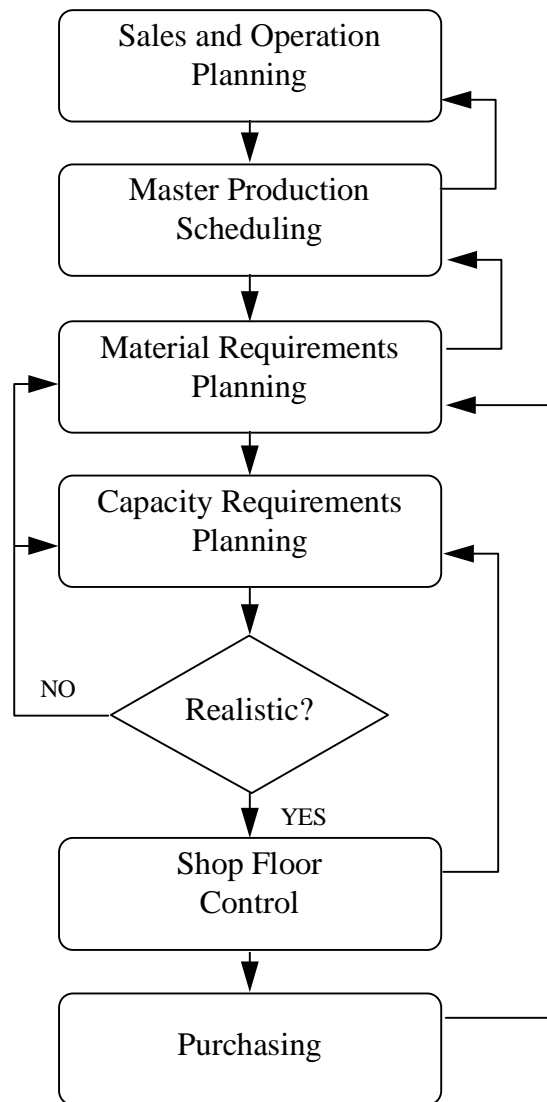 Sales and Operation
Planning
Master Production
Scheduling
Material Requirements
Planning
Capacity Requirements
Planning
NO
Realistic?
YES
Shop Floor
Control
Purchasing